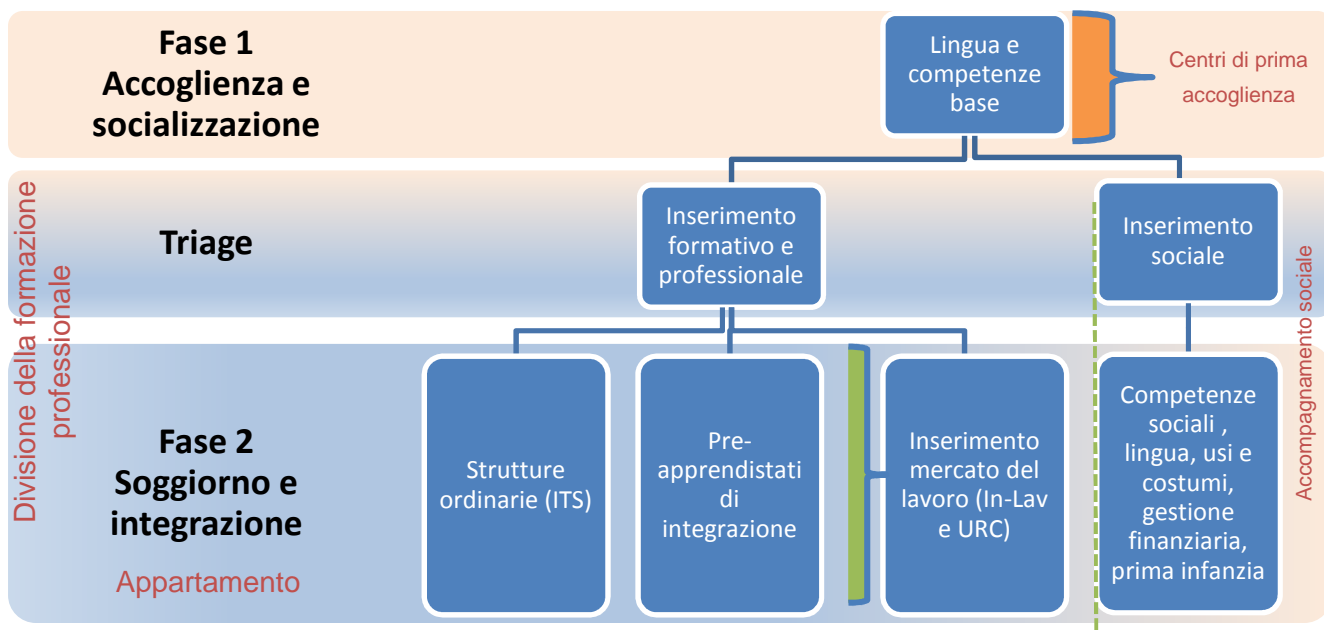 Fase 1
Accoglienza e
socializzazione
Lingua e
competenze
base
Centri di prima
accoglienza
Divisione della formazione
professionale
Triage
Inserimento
formativo e
professionale
Inserimento
sociale
Accompagnamento sociale
Fase 2
Soggiorno e
integrazione
Appartamento
Strutture
ordinarie (ITS)
Pre-
apprendistati
di
integrazione
Inserimento
mercato del
lavoro (In-Lav
e URC)
Competenze
sociali ,
lingua, usi e
costumi,
gestione
finanziaria,
prima infanzia